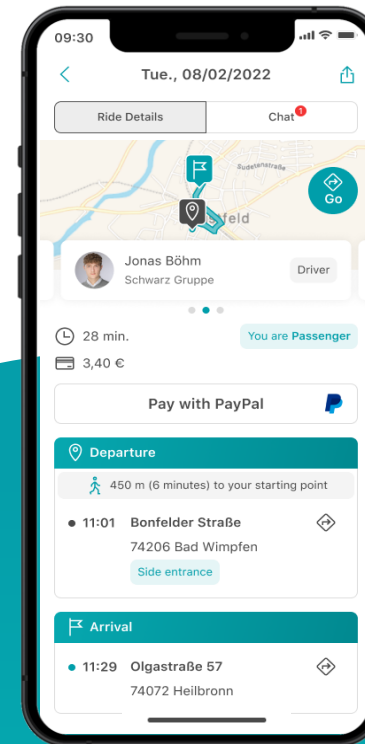 09:30
Tue., 08/02/2022
Ride Details
Chat
1
Sudetenstraße
Go
feld
Jonas Böhm
Schwarz Gruppe
Driver
28 min.
You are Passenger
3,40 €
Pay with PayPal
Departure
450 m (6 minutes) to your starting point
11:01 Bonfelder Straße
74206 Bad Wimpfen
Side entrance
Arrival
11:29 Olgastraße 57
74072 Heilbronn